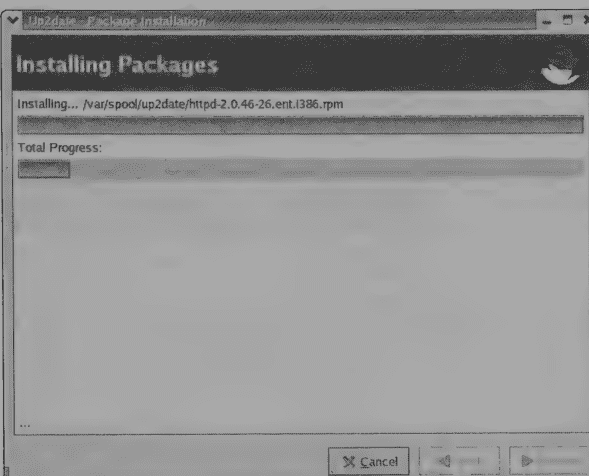 Up2date - Package Installation
Installing Packages
Installing... /var/spool/up2date/httpd-2.0.46-26.ent.i386.rpm
Total Progress:
...
Cancel